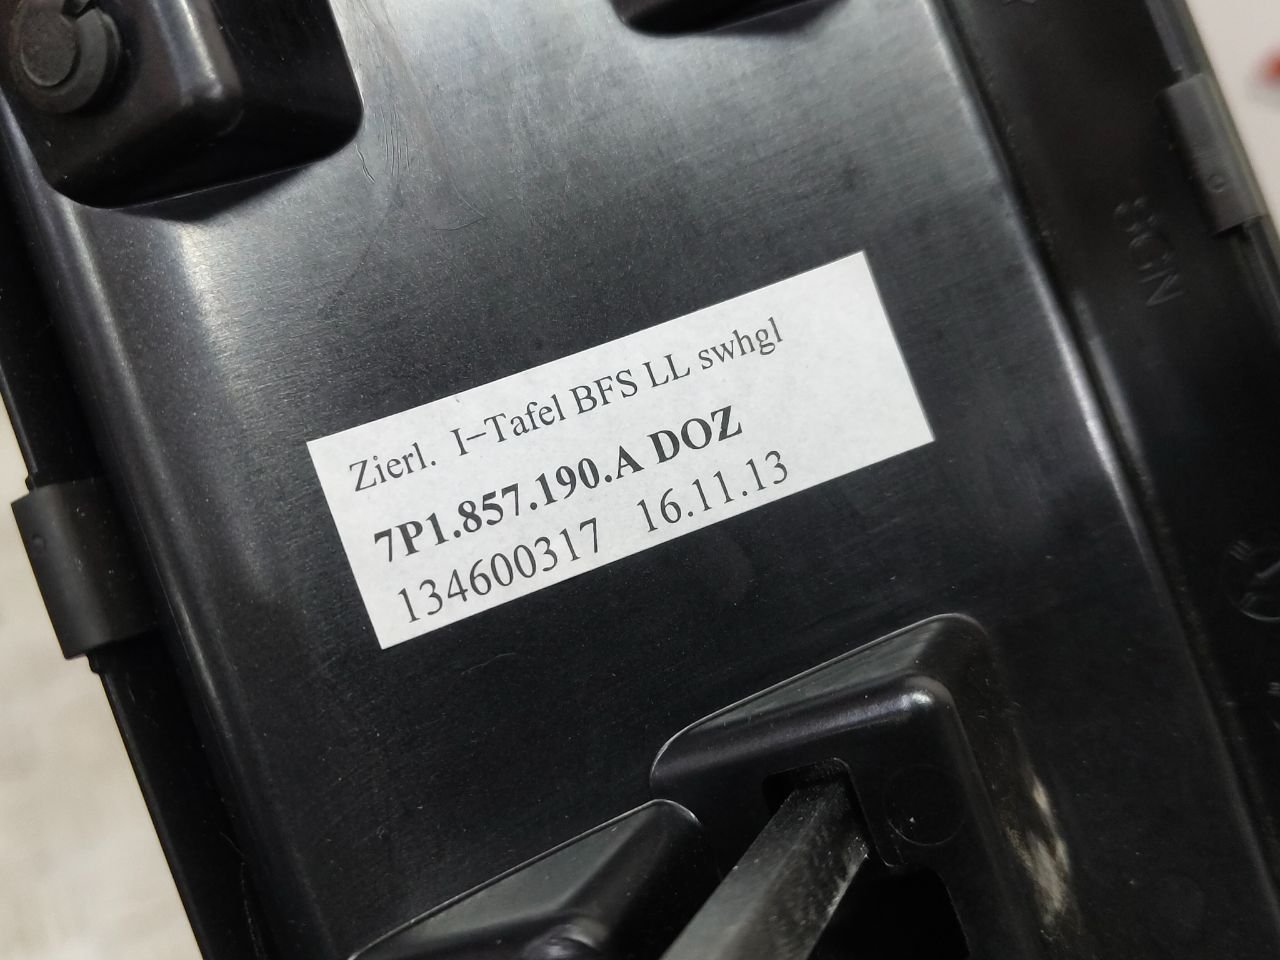 Zierl. I-Tafel BFS LL swhgl
7P1.857.190.A DOZ
134600317 16.11.13